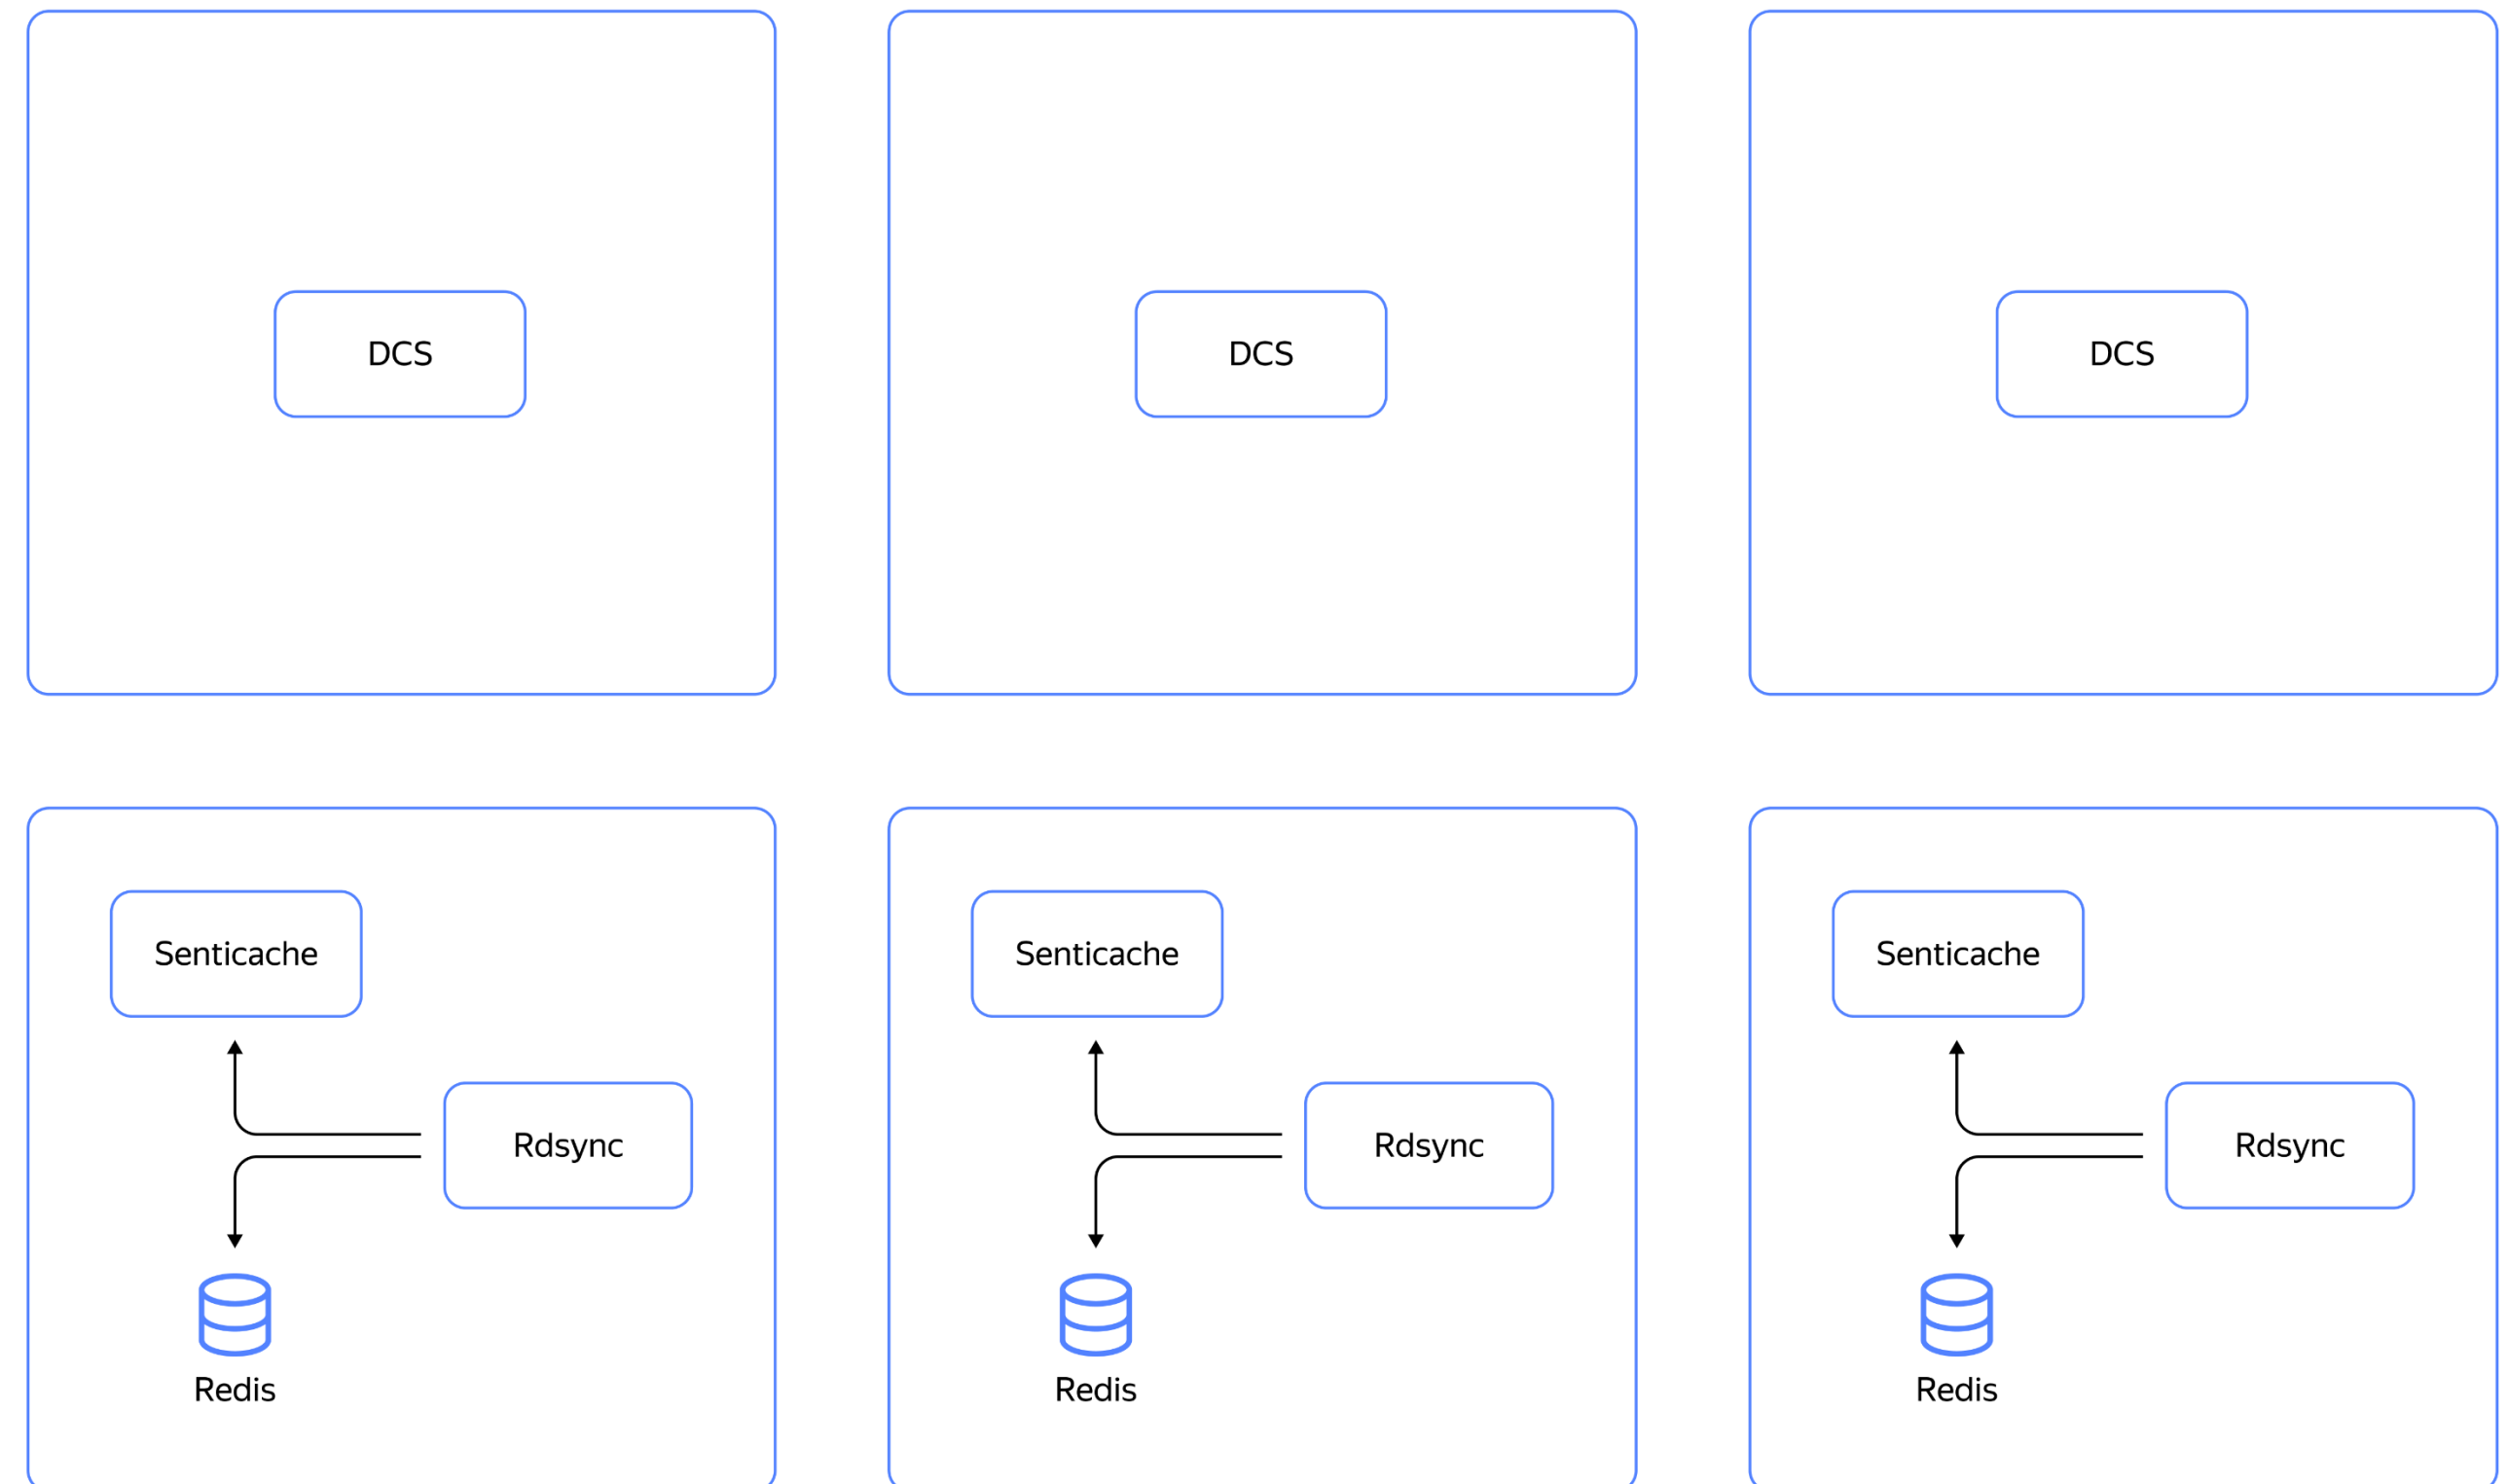 DCS
DCS
DCS
Senticache
Senticache
Senticache
Rdsync
Rdsync
Rdsync
Redis
Redis
Redis